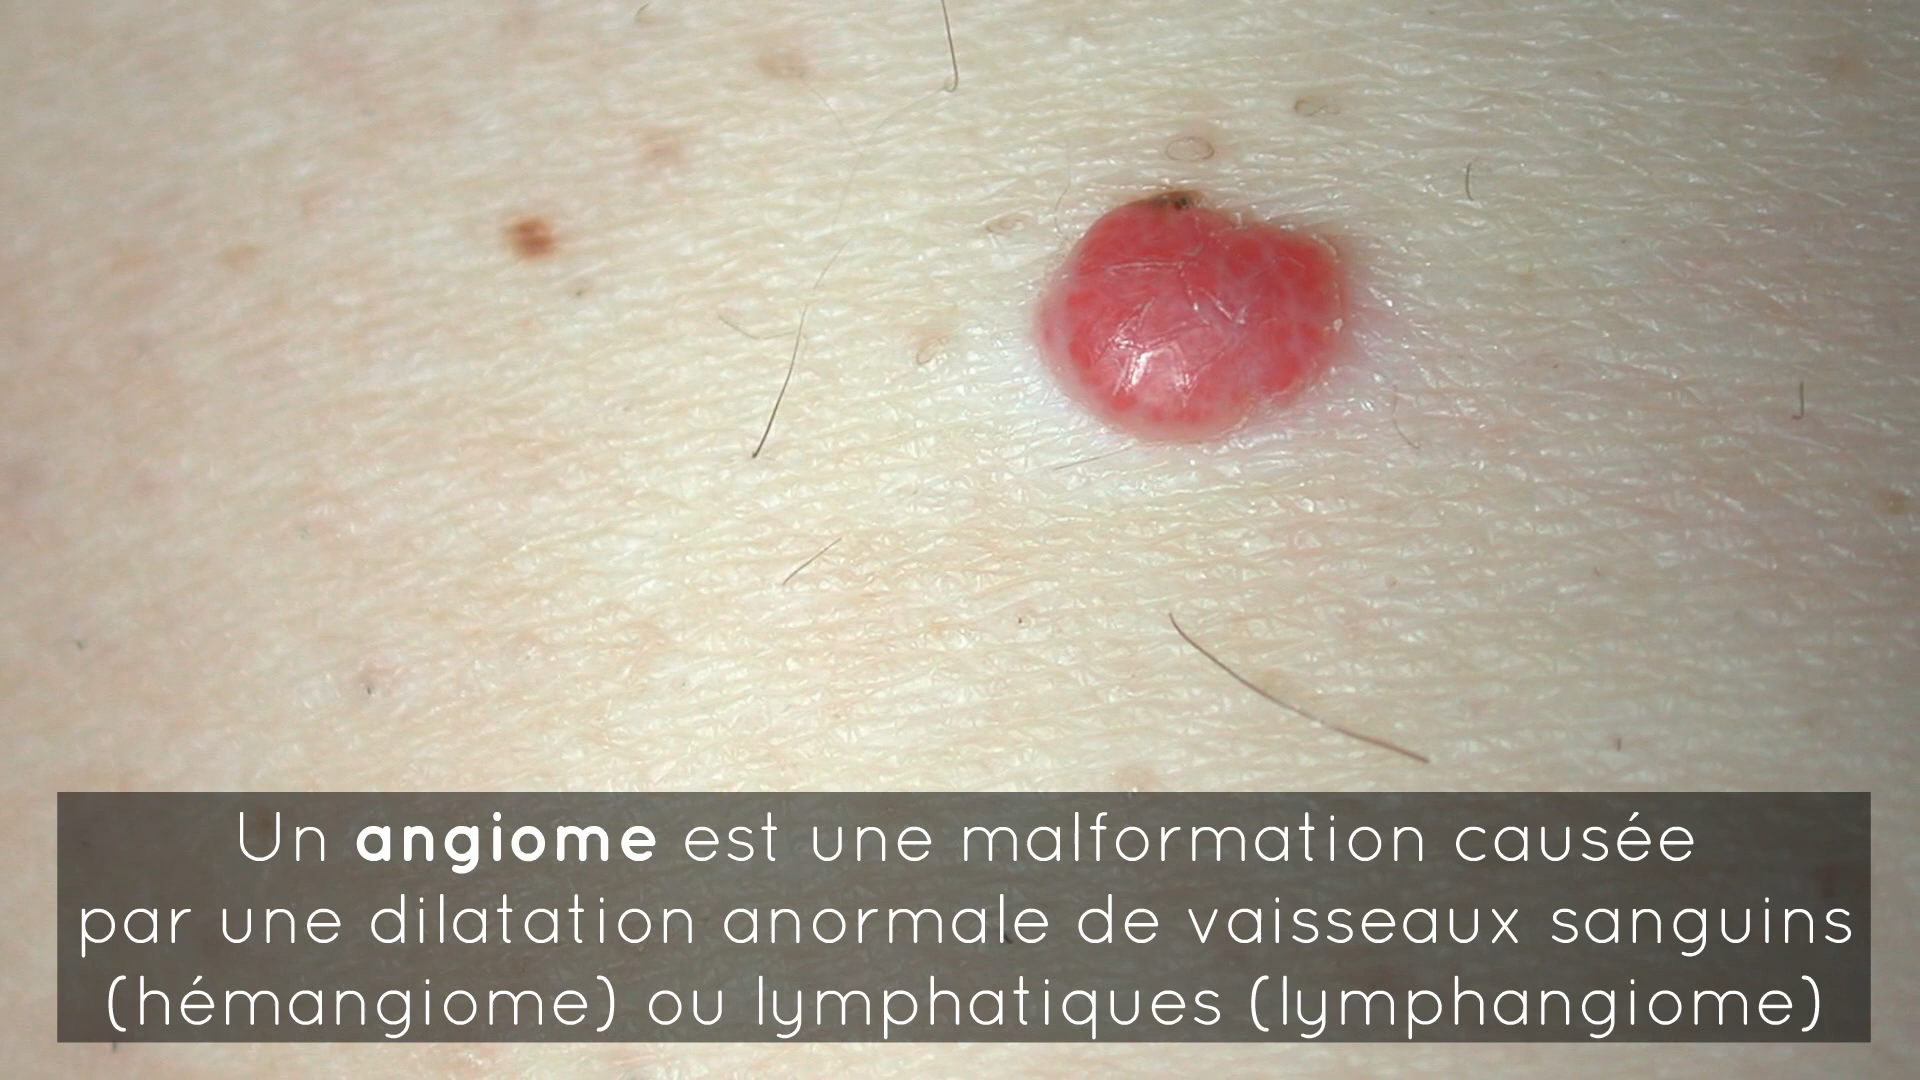 Un angiome est une malformation causée
par une dilatation anormale de vaisseaux sanguins
(hémangiome) ou lymphatiques (lymphangiome)